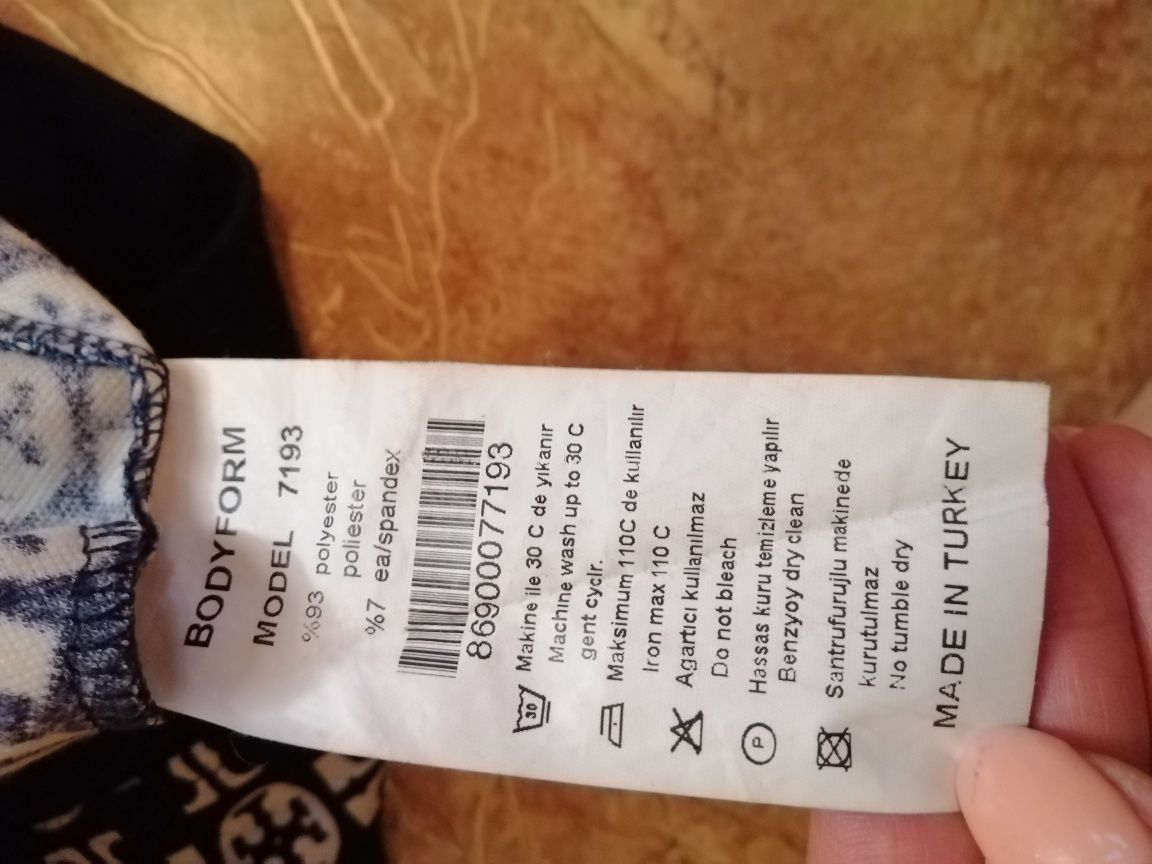 BODYFORM
MODEL 7193
%93 polyester
poliester
%7 ea/spandex
8690007‌7193
30 Makine ile 30 C de yıkanır
Machine wash up to 30 C
gent cyclr.
Maksimum 110C de kullanılır
Iron max 110 C
Agartıcı kullanılmaz
Do not bleach
P Hassas kuru temizleme yapılır
Benzyoy dry clean
Santrufurujlu makinede
kurutulmaz
No tumble dry
MADE IN TURKEY